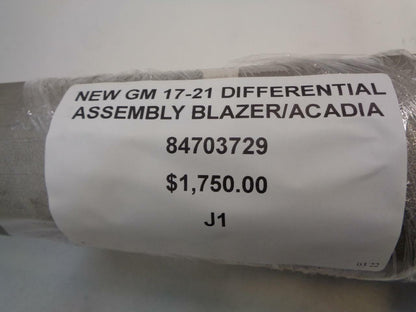 NEW GM 17-21 DIFFERENTIAL
ASSEMBLY BLAZER/ACADIA
84703729
$1,750.00
J1